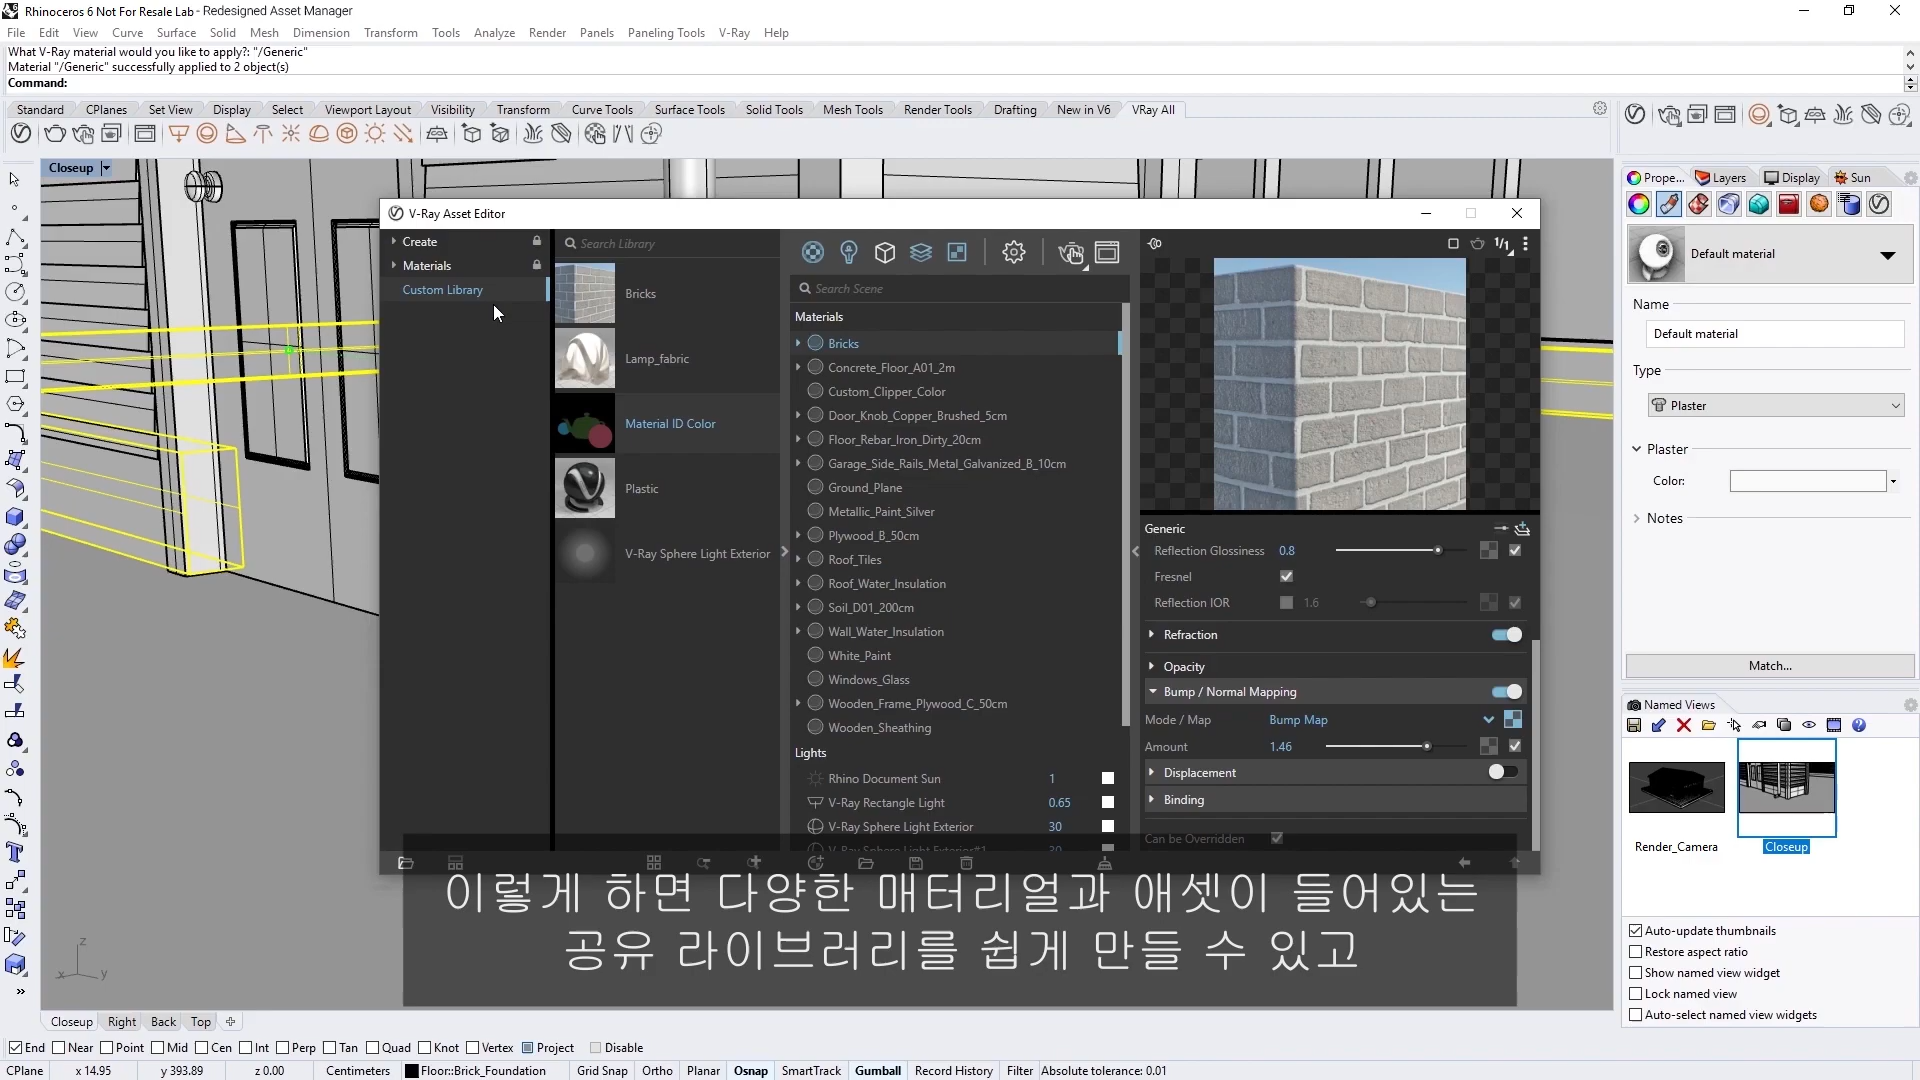 Rhinoceros 6 Not For Resale Lab - Redesigned Asset Manager
File Edit View Curve Surface Solid Mesh Dimension Transform Tools Analyze Render Panels Paneling Tools V-Ray Help
What V-Ray material would you like to apply?: "/Generic"
Material "/Generic" successfully applied to 2 object(s)
Command:
Standard CPlanes Set View Display Select Viewport Layout Visibility Transform Curve Tools Surface Tools Solid Tools Mesh Tools Render Tools Drafting New in V6 VRay All
Closeup
V-Ray Asset Editor
Create
Materials
Custom Library
Search Library
Bricks
Lamp_fabric
Material ID Color
Plastic
V-Ray Sphere Light Exterior
Search Scene
Materials
Bricks
Concrete_Floor_A01_2m
Custom_Clipper_Color
Door_Knob_Copper_Brushed_5cm
Floor_Rebar_Iron_Dirty_20cm
Garage_Side_Rails_Metal_Galvanized_B_10cm
Ground_Plane
Metallic_Paint_Silver
Plywood_B_50cm
Roof_Tiles
Roof_Water_Insulation
Soil_D01_200cm
Wall_Water_Insulation
White_Paint
Windows_Glass
Wooden_Frame_Plywood_C_50cm
Wooden_Sheathing
Lights
Rhino Document Sun 1
V-Ray Rectangle Light 0.65
V-Ray Sphere Light Exterior 30
V-Ray Sphere Light Exterior#1 30
1/1
Generic
Reflection Glossiness 0.8
Fresnel
Reflection IOR 1.6
Refraction
Opacity
Bump / Normal Mapping
Mode / Map Bump Map
Amount 1.46
Displacement
Binding
Can be Overridden
이렇게 하면 다양한 매터리얼과 애셋이 들어있는
공유 라이브러리를 쉽게 만들 수 있고
Prope... Layers Display Sun
Default material
Name
Default material
Type
Plaster
Plaster
Color:
Notes
Match...
Named Views
Render_Camera
Closeup
Auto-update thumbnails
Restore aspect ratio
Show named view widget
Lock named view
Auto-select named view widgets
z
x y
Closeup Right Back Top
End Near Point Mid Cen Int Perp Tan Quad Knot Vertex Project Disable
CPlane x 14.95 y 393.89 z 0.00 Centimeters Floor::Brick_Foundation Grid Snap Ortho Planar Osnap SmartTrack Gumball Record History Filter Absolute tolerance: 0.01